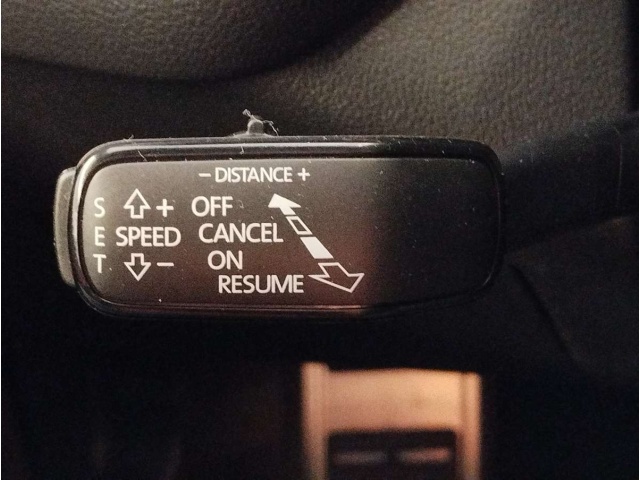 – DISTANCE +
S + OFF
E SPEED CANCEL
T – ON
RESUME